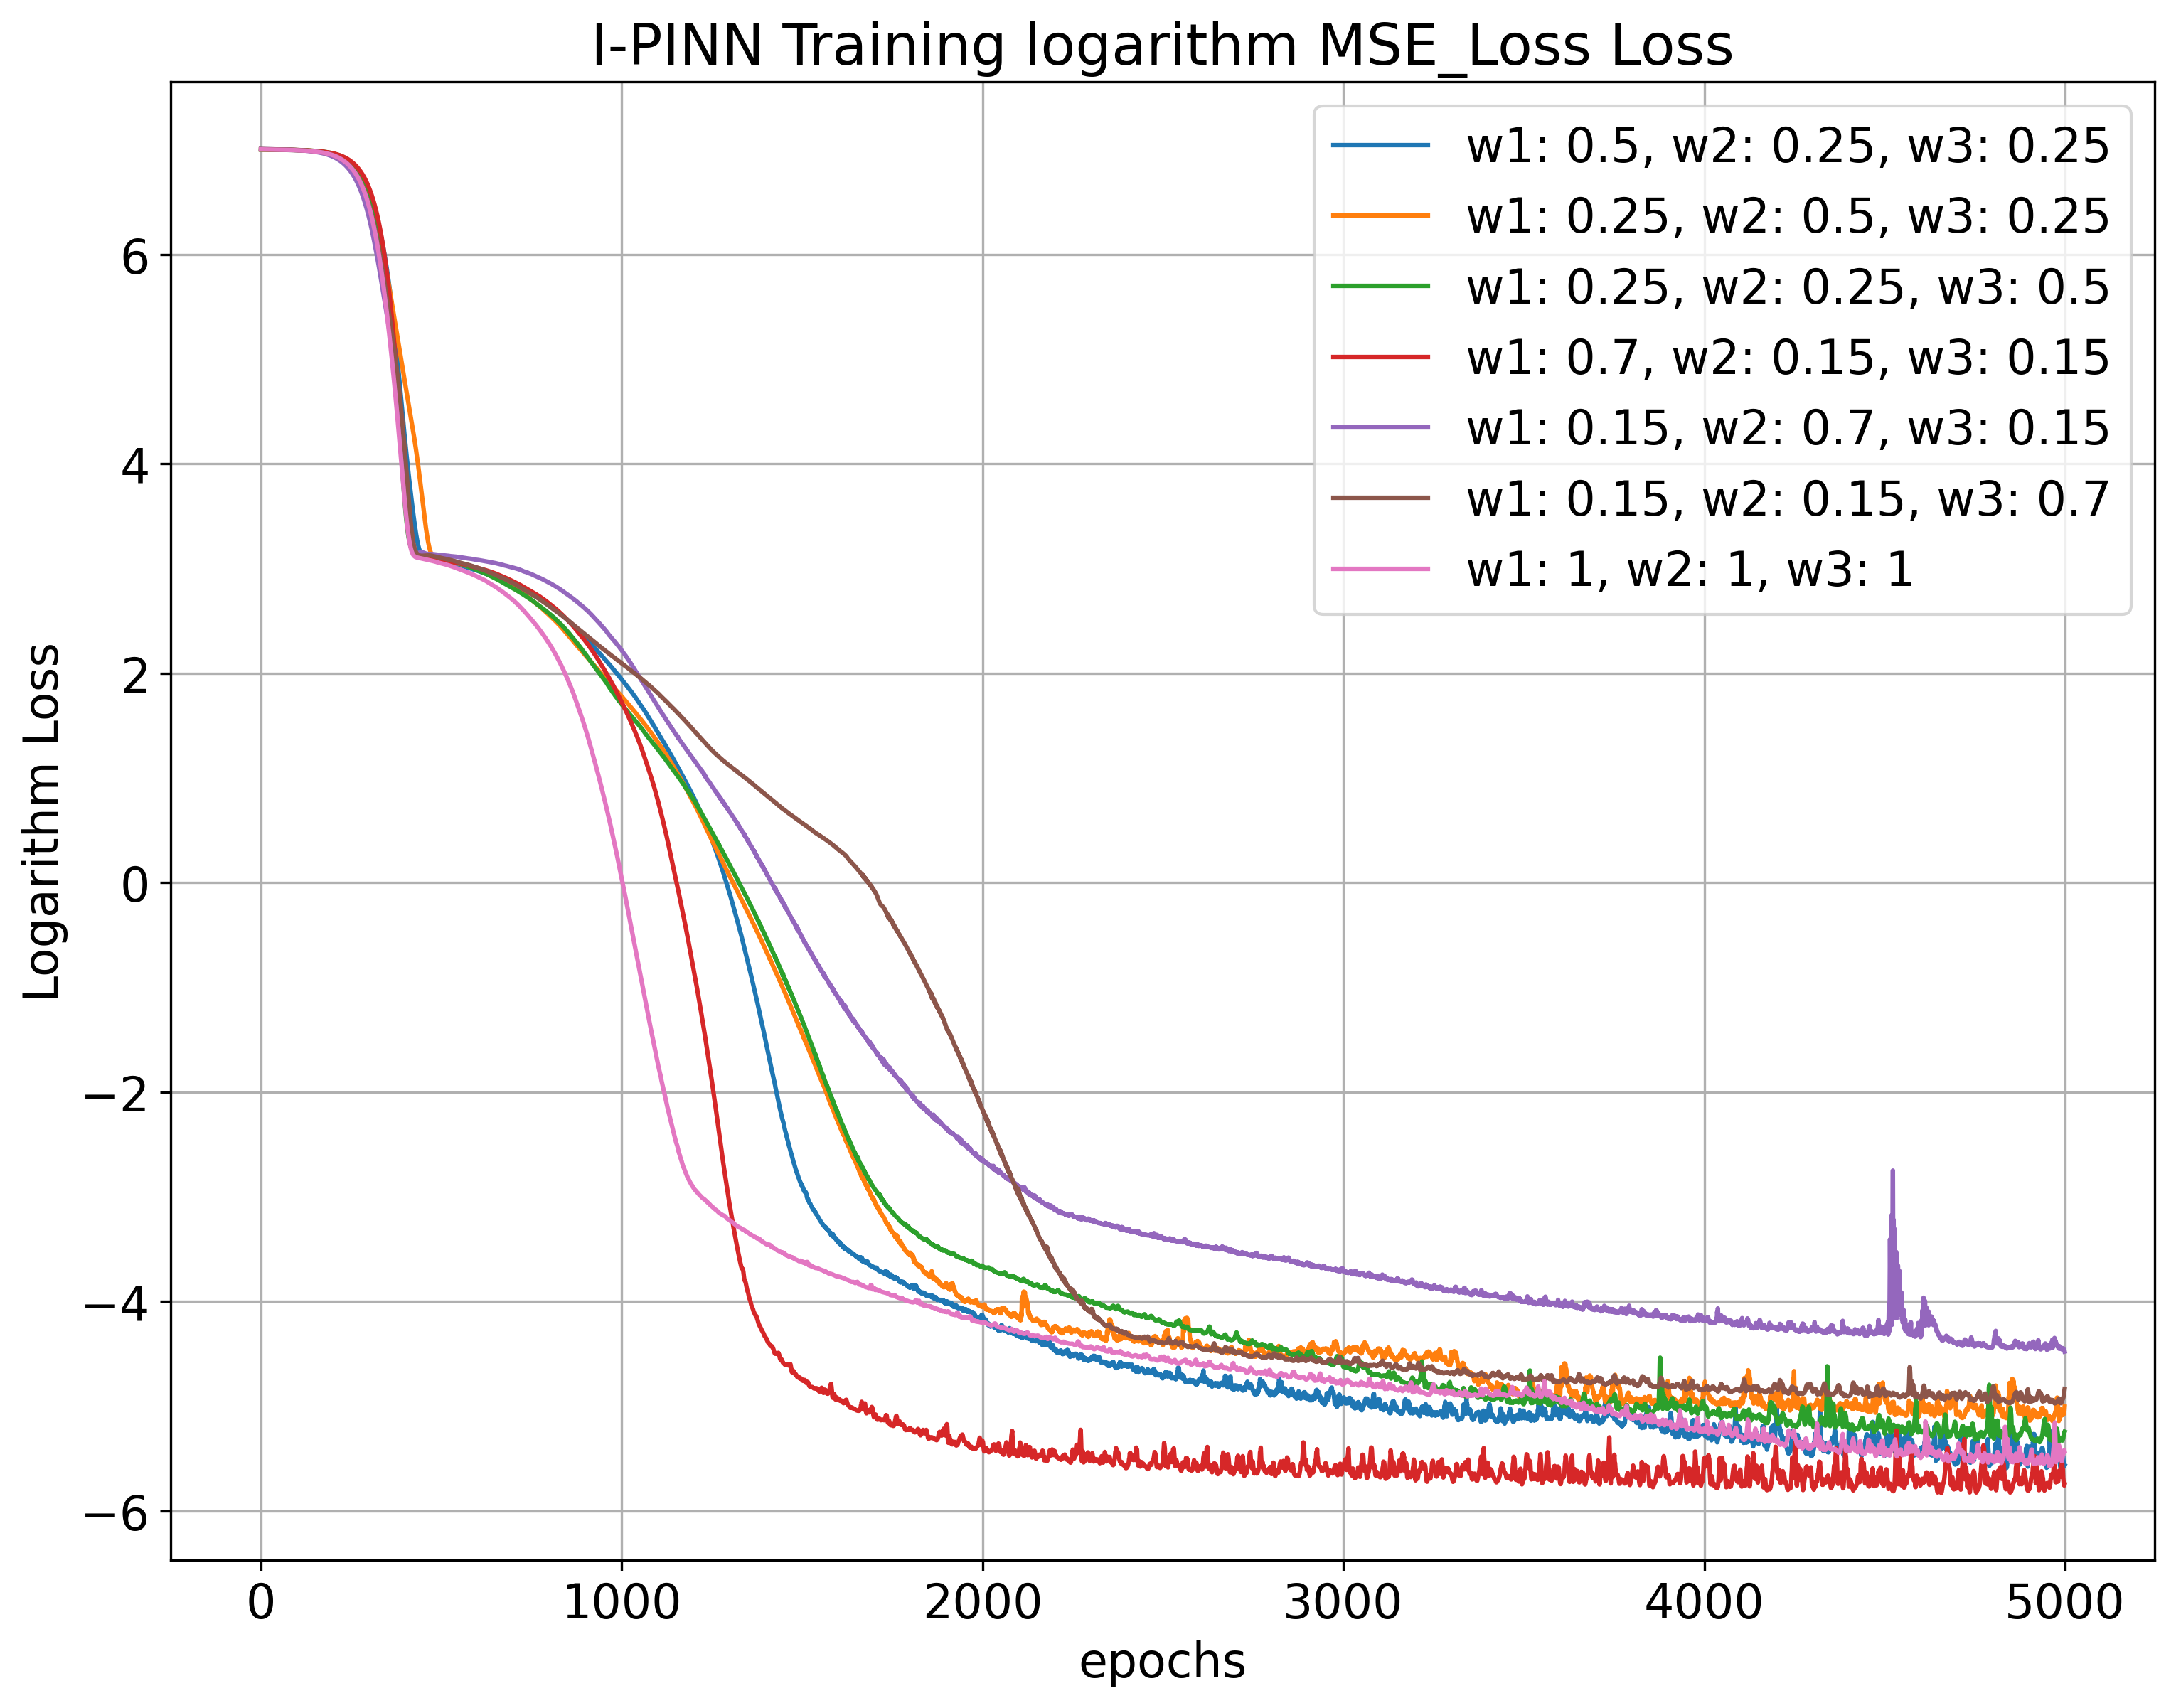 I-PINN Training logarithm MSE_Loss Loss
w1: 0.5, w2: 0.25, w3: 0.25
w1: 0.25, w2: 0.5, w3: 0.25
w1: 0.25, w2: 0.25, w3: 0.5
w1: 0.7, w2: 0.15, w3: 0.15
w1: 0.15, w2: 0.7, w3: 0.15
w1: 0.15, w2: 0.15, w3: 0.7
w1: 1, w2: 1, w3: 1
Logarithm Loss
6
4
2
0
−2
−4
−6
0 1000 2000 3000 4000 5000
epochs